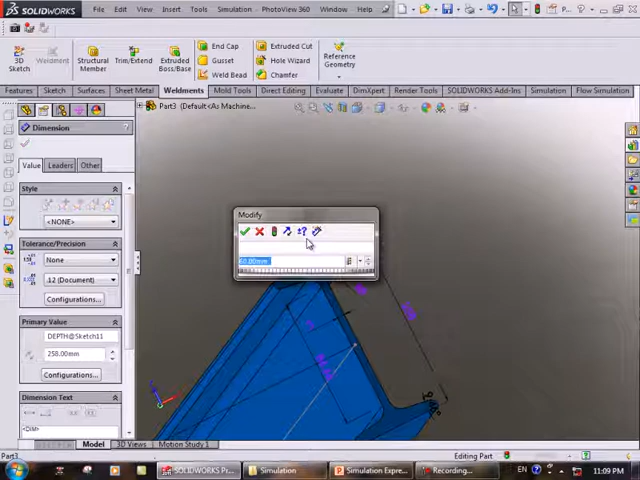 SOLIDWORKS File Edit View Insert Tools Simulation PhotoView 360 Window Help
3D Sketch
Weldment
Structural Member
Trim/Extend
Extruded Boss/Base
End Cap
Gusset
Weld Bead
Extruded Cut
Hole Wizard
Chamfer
Reference Geometry
Features Sketch Surfaces Sheet Metal Weldments Mold Tools Direct Editing Evaluate DimXpert Render Tools SOLIDWORKS Add-Ins Simulation Flow Simulation
Part3 (Default<As Machine...
Dimension
Value Leaders Other
Style
<NONE>
Tolerance/Precision
None
.12 (Document)
Configurations...
Primary Value
DEPTH@Sketch11
258.00mm
Configurations...
Dimension Text
<DIM>
Modify
Model 3D Views Motion Study 1
Part3
Editing Part
SOLIDWORKS Pr...
Simulation
Simulation Expre...
Recording...
EN
11:09 PM